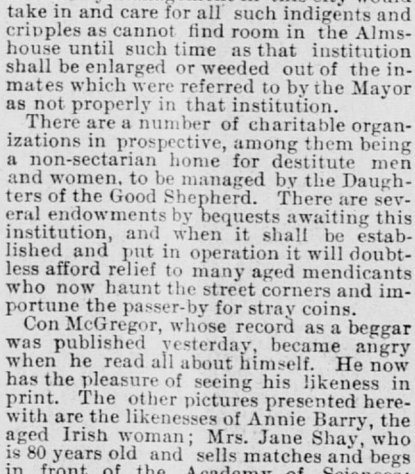 take in and care for all such indigents and
cripples as cannot find room in the Alms-
house until such time as that institution
shall be enlarged or weeded out of the in-
mates which were referred to by the Mayor
as not properly in that institution.
There are a number of charitable organ-
izations in prospective, among them being
a non-sectarian home for destitute men
and women, to be managed by the Daugh-
ters of the Good Shepherd. There are sev-
eral endowments by bequests awaiting this
institution, and when it shall be estab-
lished and put in operation it will doubt-
less afford relief to many aged mendicants
who now haunt the street corners and im-
portune the passer-by for stray coins.
Con McGregor, whose record as a beggar
was published yesterday, became angry
when he read all about himself. He now
has the pleasure of seeing his likeness in
print. The other pictures presented here-
with are the likenesses of Annie Barry, the
aged Irish woman; Mrs. Jane Shay, who
is 80 years old and sells matches and begs
in front of the Academy of Sciences;